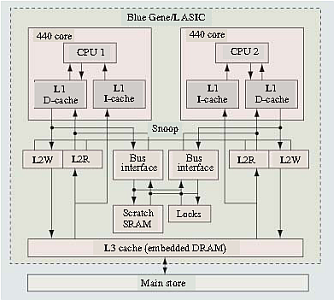 Blue Gene/LASIC
440 core
440 core
CPU 1
CPU 2
L1
D-cache
L1
I-cache
L1
I-cache
L1
D-cache
Snoop
L2W
L2R
Bus
interface
Bus
interface
L2R
L2W
Scratch
SRAM
Locks
L3 cache (embedded DRAM)
Main store